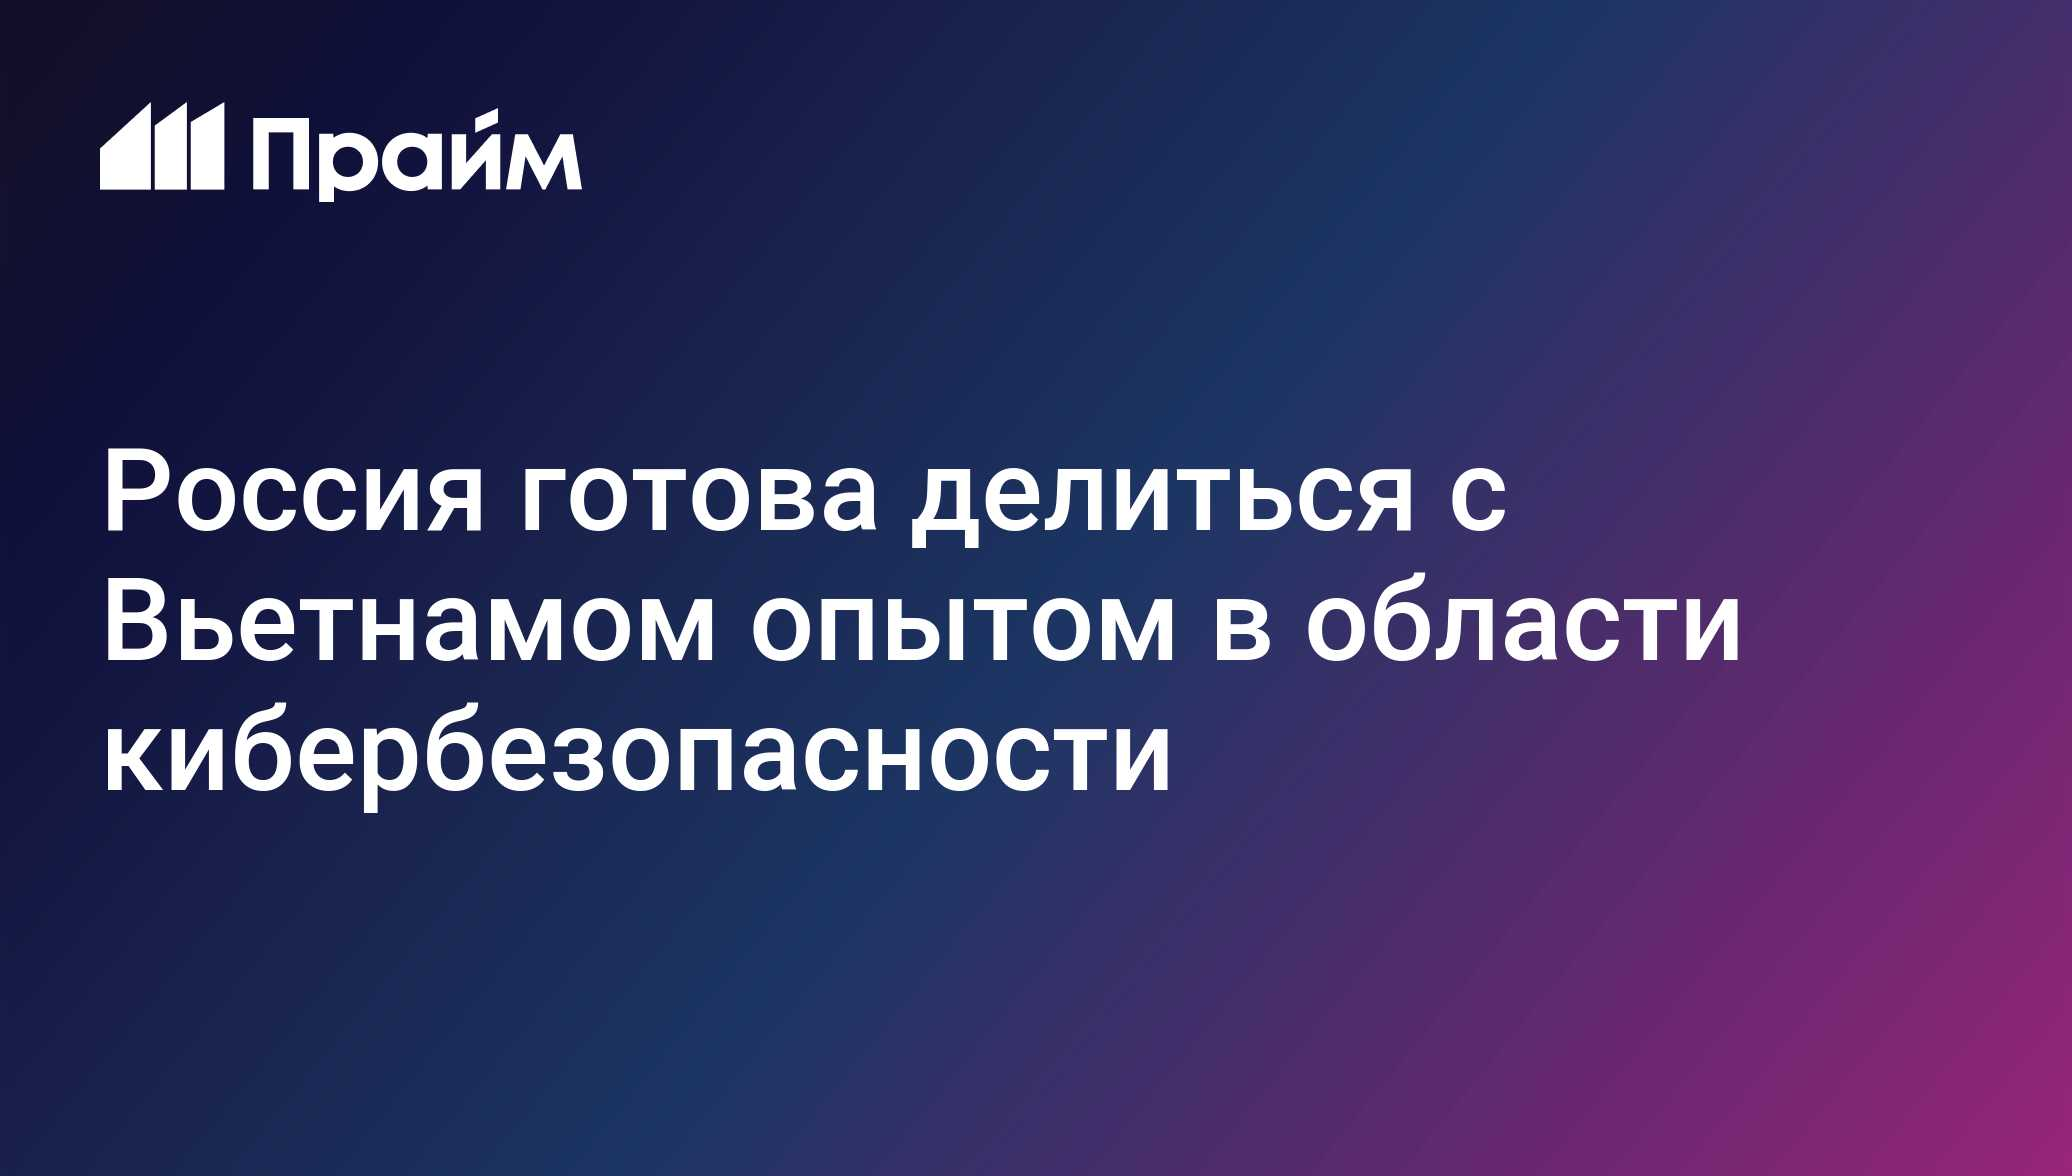 Прайм
Россия готова делиться с
Вьетнамом опытом в области
кибербезопасности